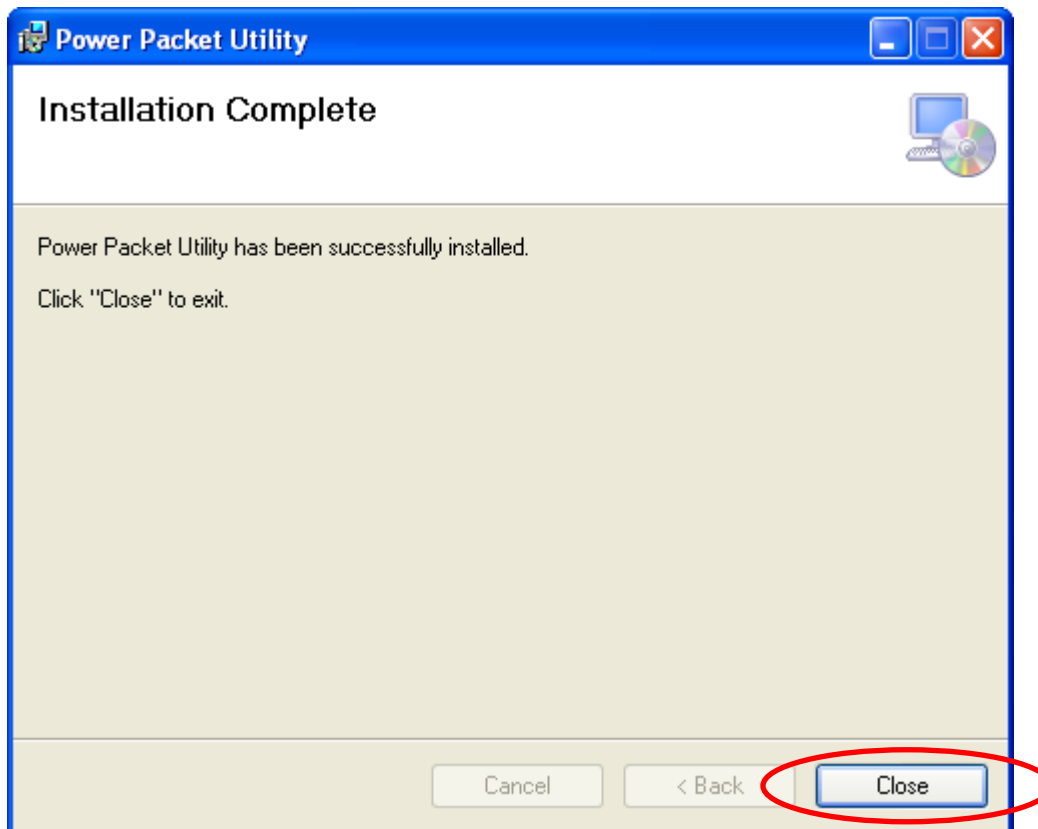 Power Packet Utility
Installation Complete
Power Packet Utility has been successfully installed.
Click "Close" to exit.
Cancel
< Back
Close